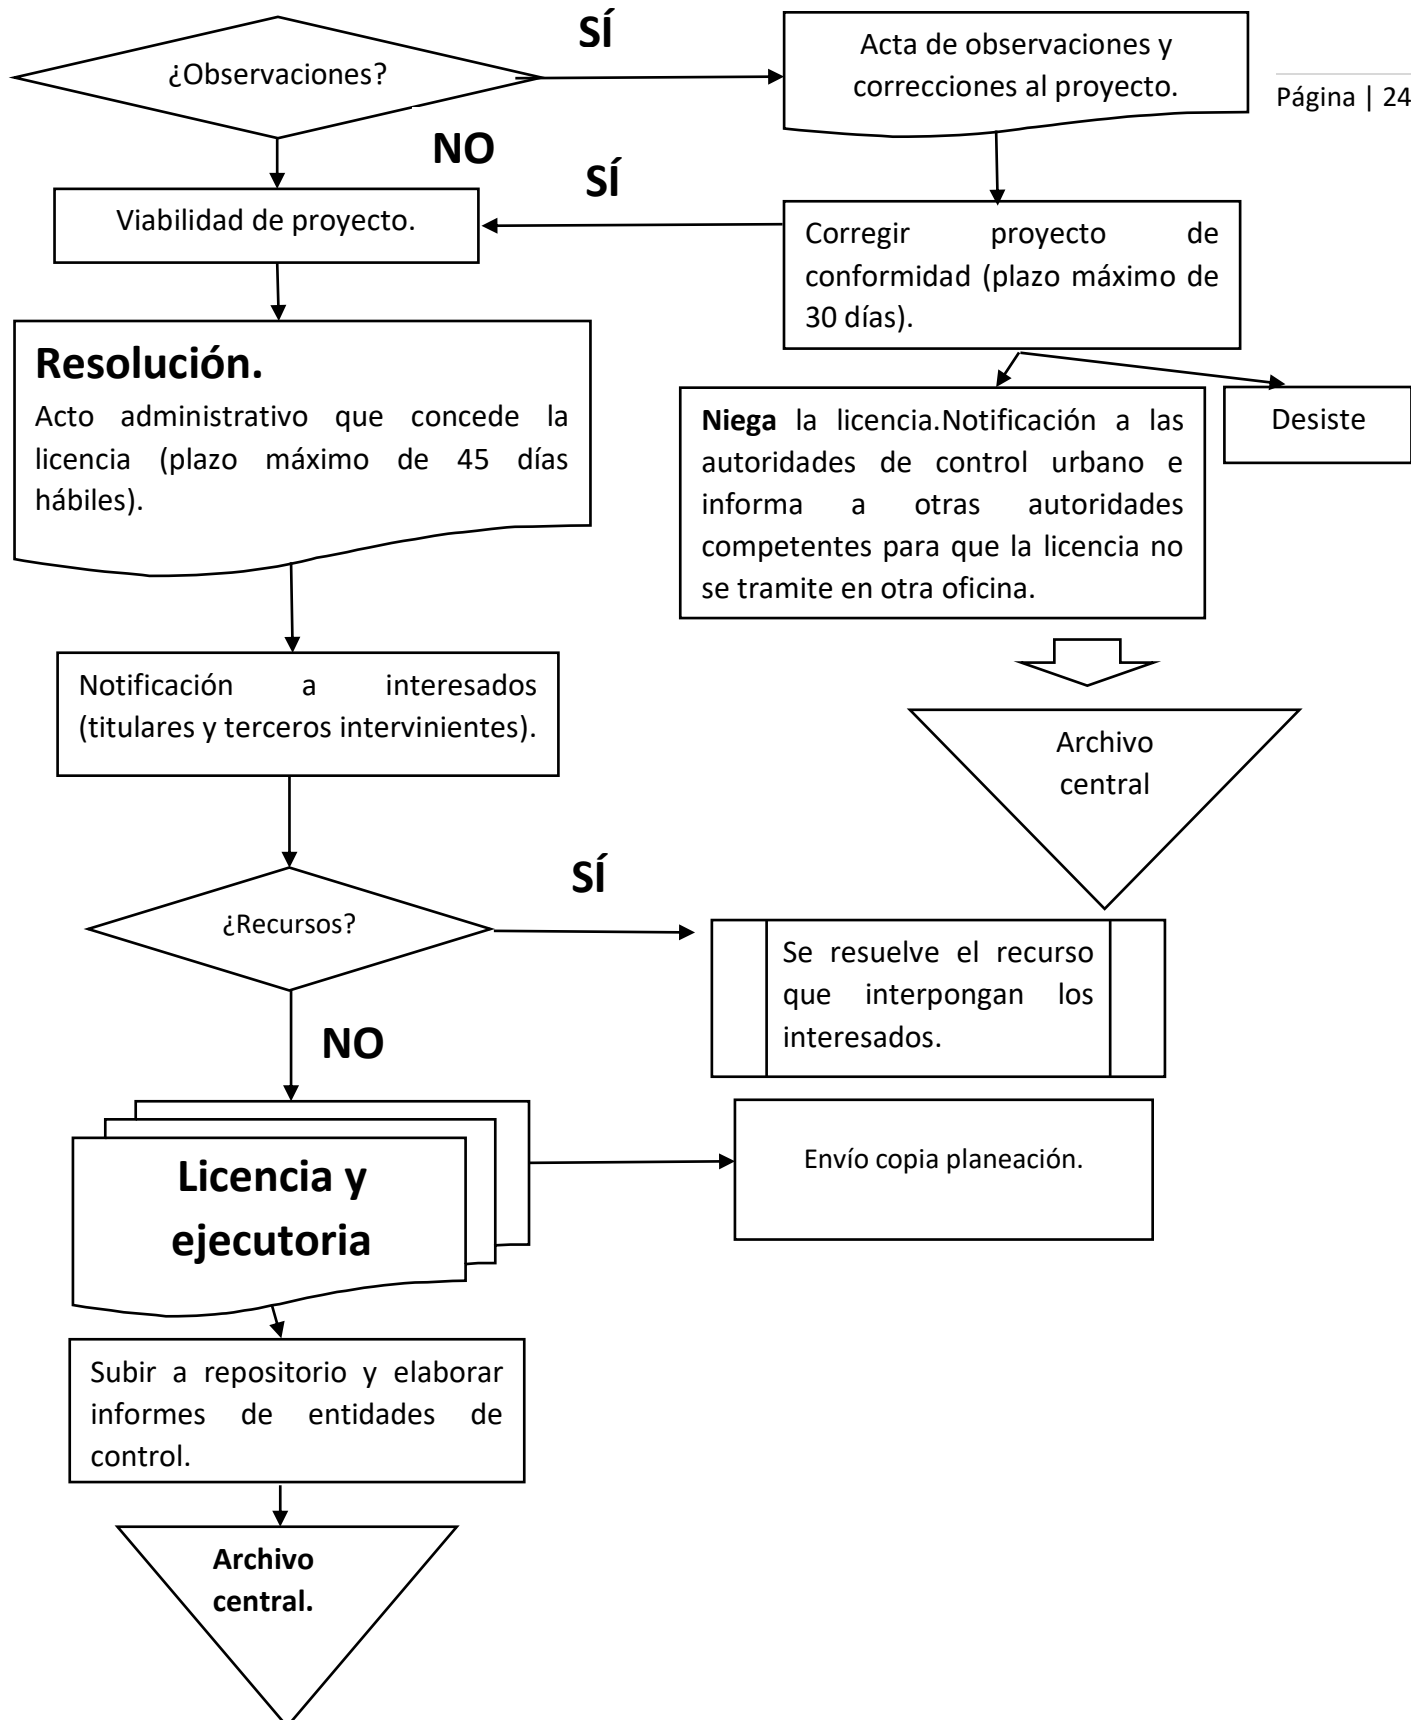 SÍ
¿Observaciones?
Acta de observaciones y
correcciones al proyecto.
Página | 24
NO
SÍ
Viabilidad de proyecto.
Corregir proyecto de
conformidad (plazo máximo de
30 días).
Resolución.
Acto administrativo que concede la
licencia (plazo máximo de 45 días
hábiles).
Niega la licencia.Notificación a las
autoridades de control urbano e
informa a otras autoridades
competentes para que la licencia no
se tramite en otra oficina.
Desiste
Notificación a interesados
(titulares y terceros intervinientes).
Archivo
central
SÍ
¿Recursos?
Se resuelve el recurso
que interpongan los
interesados.
NO
Licencia y
ejecutoria
Envío copia planeación.
Subir a repositorio y elaborar
informes de entidades de
control.
Archivo
central.